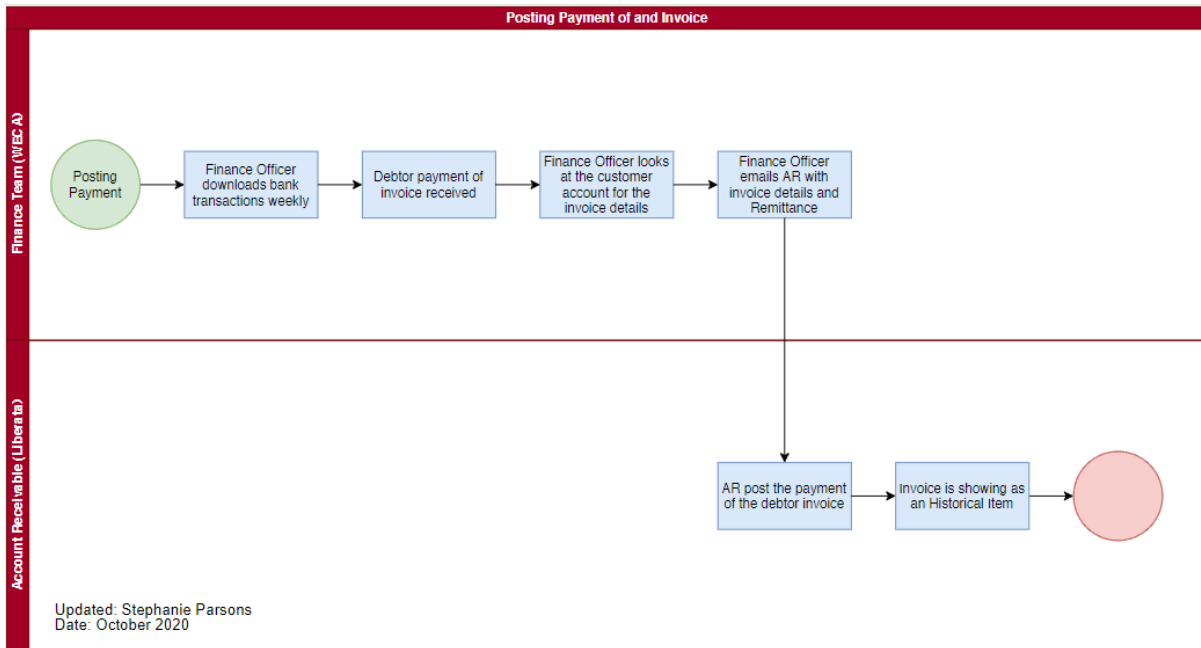 Posting Payment of and Invoice
Finance Team (WECA)
Posting
Payment
Finance Officer
downloads bank
transactions weekly
Debtor payment of
invoice received
Finance Officer looks
at the customer
account for the
invoice details
Finance Officer
emails AR with
invoice details and
Remittance
Account Receivable (Liberata)
AR post the payment
of the debtor invoice
Invoice is showing as
an Historical Item
Updated: Stephanie Parsons
Date: October 2020